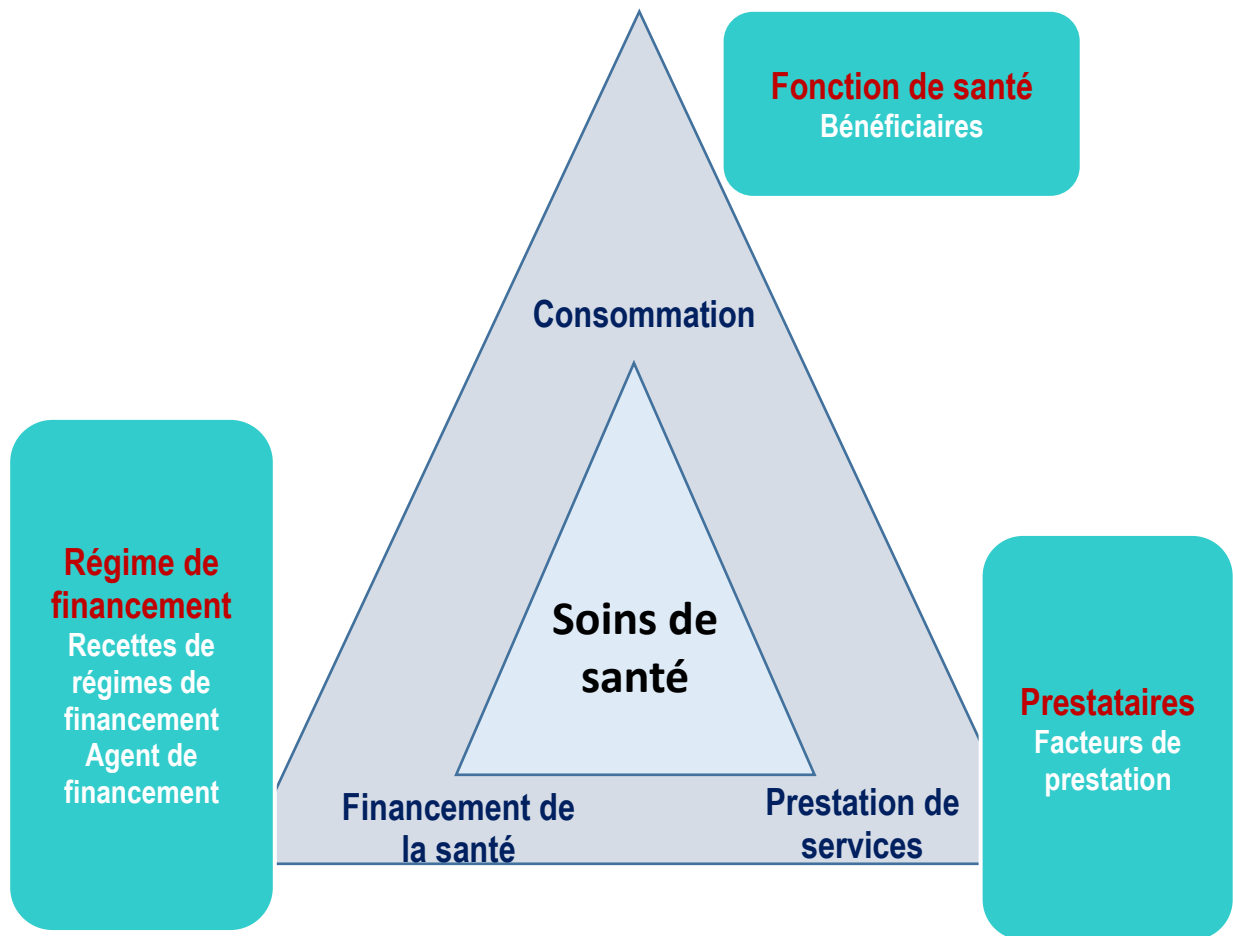 Fonction de santé
Bénéficiaires
Consommation
Régime de
financement
Recettes de
régimes de
financement
Agent de
financement
Soins de
santé
Prestataires
Facteurs de
prestation
Financement de
la santé
Prestation de
services